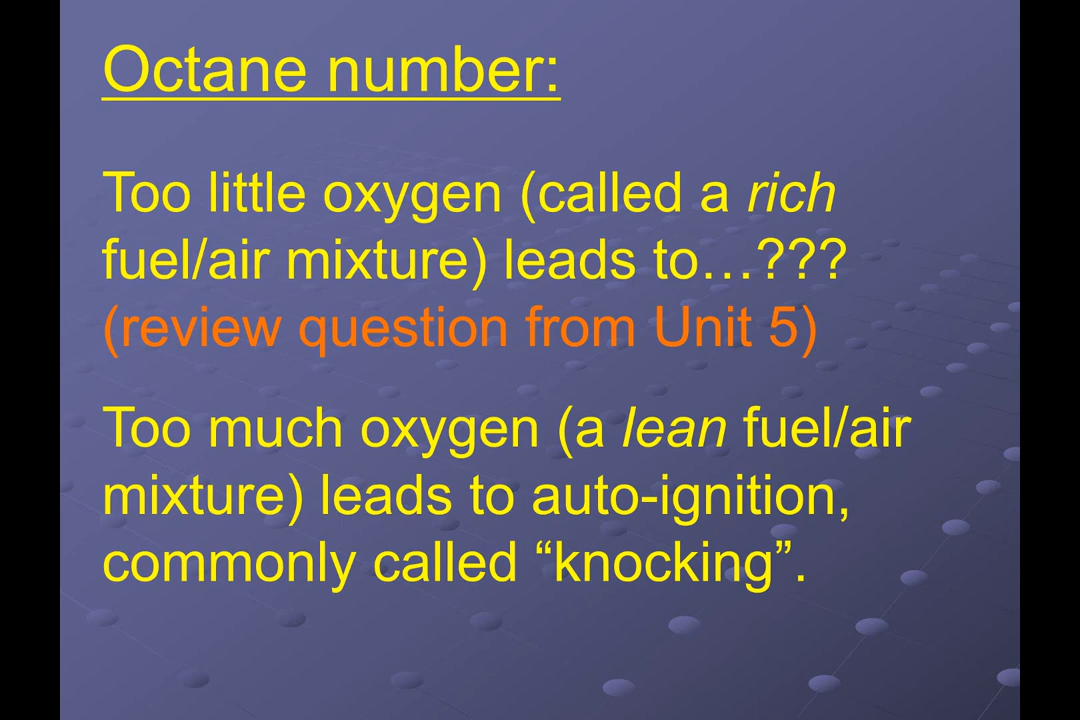 Octane number:
Too little oxygen (called a rich
fuel/air mixture) leads to…???
(review question from Unit 5)
Too much oxygen (a lean fuel/air
mixture) leads to auto-ignition,
commonly called “knocking”.